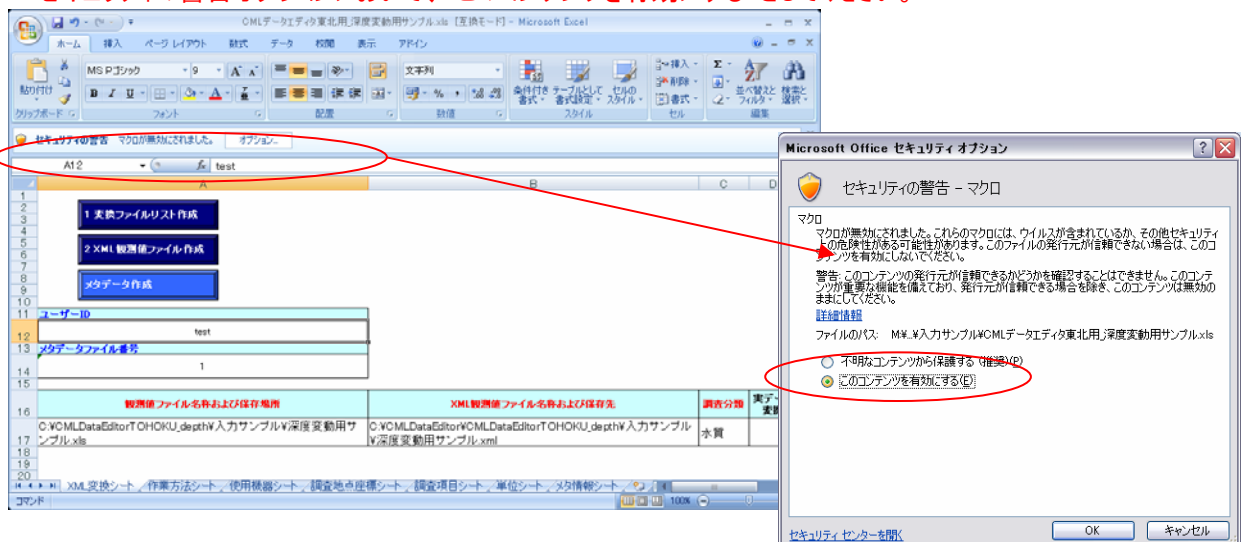 OMLデータエディタ東北用_深度変動用サンプル.xls [互換モード] - Microsoft Excel
ホーム 挿入 ページ レイアウト 数式 データ 校閲 表示 アドイン
貼り付け
クリップボード
MS Pゴシック 9
B I U
フォント
配置
文字列
数値
条件付き書式 テーブルとして書式設定 セルのスタイル
スタイル
挿入
削除
書式
セル
並べ替えとフィルタ 検索と選択
編集
セキュリティの警告 マクロが無効にされました。 オプション...
A12 fx test
A B C D
1 変換ファイルリスト作成
2 XML 観測値ファイル作成
メタデータ作成
11 ユーザーID
12 test
13 メタデータファイル番号
14 1
15
16 観測値ファイル名称および保存場所 XML観測値ファイル名称および保存先 調査分類
17 C:¥CMLDataEditorTOHOKU_depth¥入力サンプル¥深度変動用サンプル.xls C:¥CMLDataEditor¥CMLDataEditorTOHOKU_depth¥入力サンプル¥深度変動用サンプル.xml 水質
18
19
20
XML変換シート 作業方法シート 使用機器シート 調査地点座標シート 調査項目シート 単位シート メタ情報シート
コマンド 100%
Microsoft Office セキュリティ オプション
セキュリティの警告 - マクロ
マクロ
マクロが無効にされました。これらのマクロには、ウイルスが含まれているか、その他セキュリティ上の危険性がある可能性があります。このファイルの発行元が信頼できない場合は、このコンテンツを有効にしないでください。
警告: このコンテンツの発行元が信頼できるかどうかを確認することはできません。このコンテンツが重要な機能を備えており、発行元が信頼できる場合を除き、このコンテンツは無効のままにしてください。
詳細情報
ファイルのパス: M¥...¥入力サンプル¥CMLデータエディタ東北用_深度変動用サンプル.xls
不明なコンテンツから保護する (推奨)(P)
このコンテンツを有効にする(E)
セキュリティ センターを開く
OK キャンセル